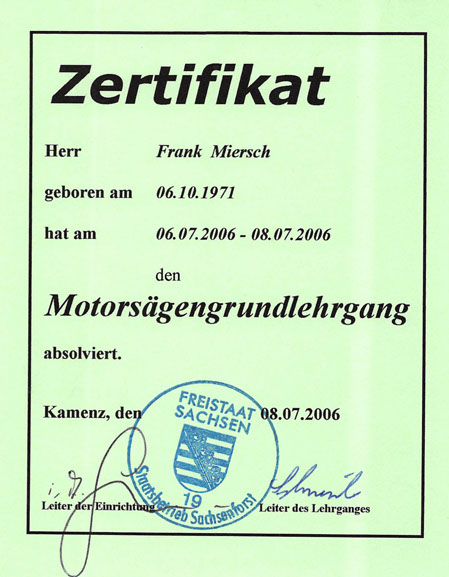 Zertifikat
Herr Frank Miersch
geboren am 06.10.1971
hat am 06.07.2006 - 08.07.2006
den
Motorsägengrundlehrgang
absolviert.
Kamenz, den 08.07.2006
FREISTAAT
SACHSEN
19
Staatsbetrieb Sachsenforst
i. V.
Leiter der Einrichtung Leiter des Lehrganges